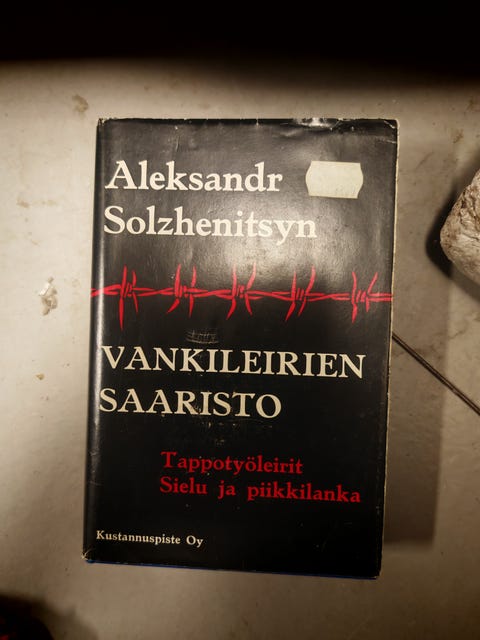 Aleksandr
Solzhenitsyn
VANKILEIRIEN
SAARISTO
Tappotyöleirit
Sielu ja piikkilanka
Kustannuspiste Oy